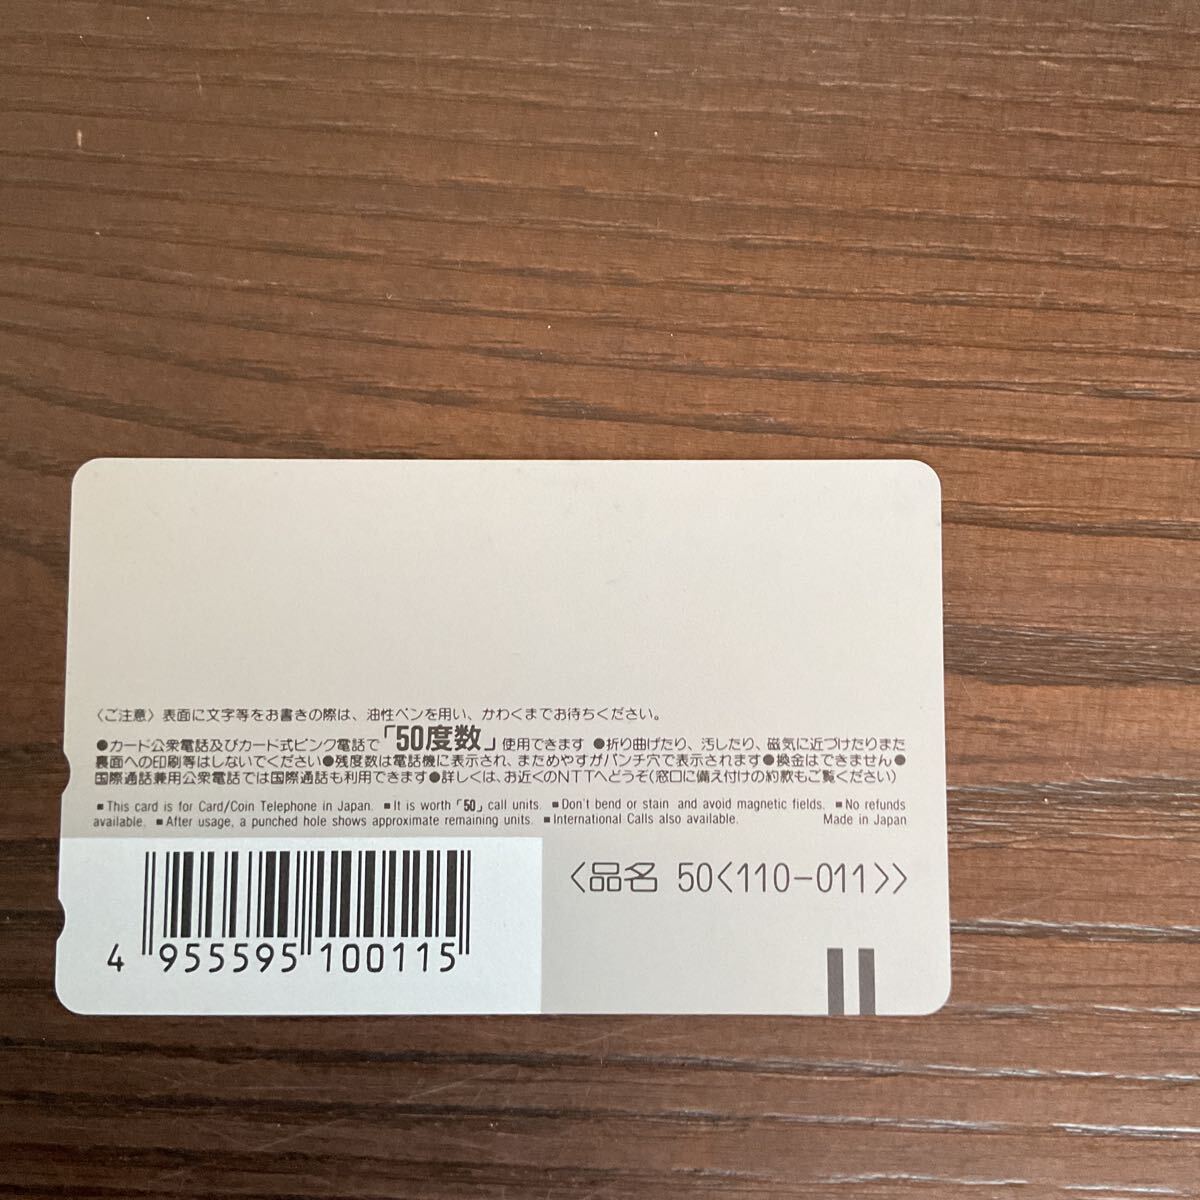 〈ご注意〉表面に文字等をお書きの際は、油性ペンを用い、かわくまでお待ちください。
●カード公衆電話及びカード式ピンク電話で「50度数」使用できます ●折り曲げたり、汚したり、磁気に近づけたりまた
裏面への印刷等はしないでください●残度数は電話機に表示され、まためやすがパンチ穴で表示されます●換金はできません●
国際通話兼用公衆電話では国際通話も利用できます●詳しくは、お近くのNTTへどうぞ(窓口に備え付けの約款もご覧ください)
■This card is for Card/Coin Telephone in Japan. ■It is worth「50」call units. ■Don't bend or stain and avoid magnetic fields. ■No refunds
available. ■After usage, a punched hole shows approximate remaining units. ■International Calls also available. Made in Japan
〈品名 50〈110-011〉〉
4 955595 100115